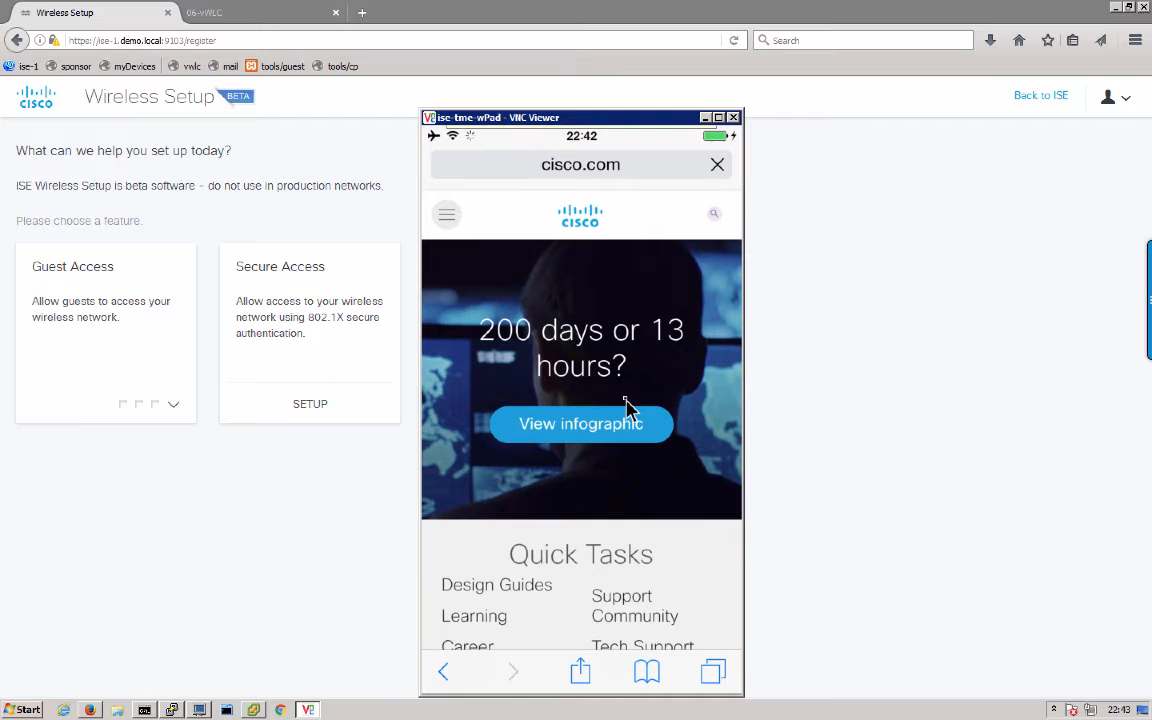 Wireless Setup
06-vWLC
https://ise-1.demo.local:9103/register
Search
ise-1
sponsor
myDevices
vwlc
mail
tools/guest
tools/cp
CISCO
Wireless Setup
BETA
Back to ISE
What can we help you set up today?
ISE Wireless Setup is beta software - do not use in production networks.
Please choose a feature.
Guest Access
Allow guests to access your
wireless network.
Secure Access
Allow access to your wireless
network using 802.1X secure
authentication.
SETUP
ise-tme-wPad - VNC Viewer
22:42
cisco.com
CISCO
200 days or 13
hours?
View infographic
Quick Tasks
Design Guides
Learning
Career
Support
Community
Tech Support
Start
22:43